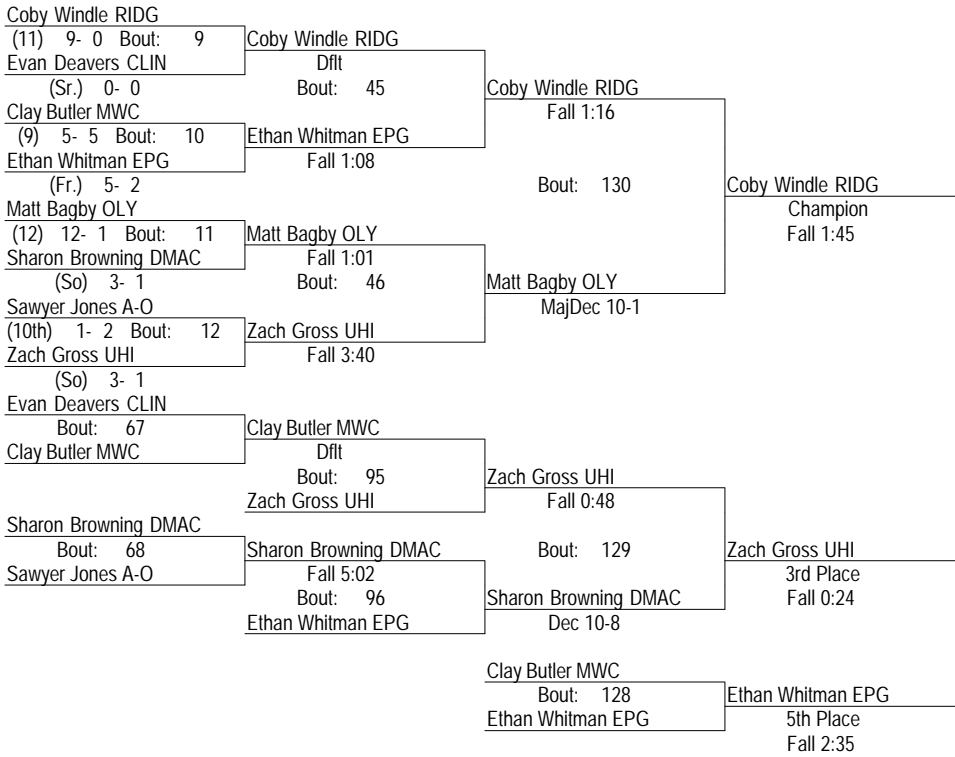 Coby Windle RIDG
(11) 9- 0 Bout: 9 Coby Windle RIDG
Evan Deavers CLIN Dflt
(Sr.) 0- 0 Bout: 45 Coby Windle RIDG
Clay Butler MWC Fall 1:16
(9) 5- 5 Bout: 10 Ethan Whitman EPG
Ethan Whitman EPG Fall 1:08
(Fr.) 5- 2 Bout: 130 Coby Windle RIDG
Matt Bagby OLY Champion
(12) 12- 1 Bout: 11 Matt Bagby OLY Fall 1:45
Sharon Browning DMAC Fall 1:01
(So) 3- 1 Bout: 46 Matt Bagby OLY
Sawyer Jones A-O MajDec 10-1
(10th) 1- 2 Bout: 12 Zach Gross UHI
Zach Gross UHI Fall 3:40
(So) 3- 1
Evan Deavers CLIN
Bout: 67 Clay Butler MWC
Clay Butler MWC Dflt
Bout: 95 Zach Gross UHI
Zach Gross UHI Fall 0:48
Sharon Browning DMAC
Bout: 68 Sharon Browning DMAC Bout: 129 Zach Gross UHI
Sawyer Jones A-O Fall 5:02 3rd Place
Bout: 96 Sharon Browning DMAC Fall 0:24
Ethan Whitman EPG Dec 10-8
Clay Butler MWC
Bout: 128 Ethan Whitman EPG
Ethan Whitman EPG 5th Place
Fall 2:35